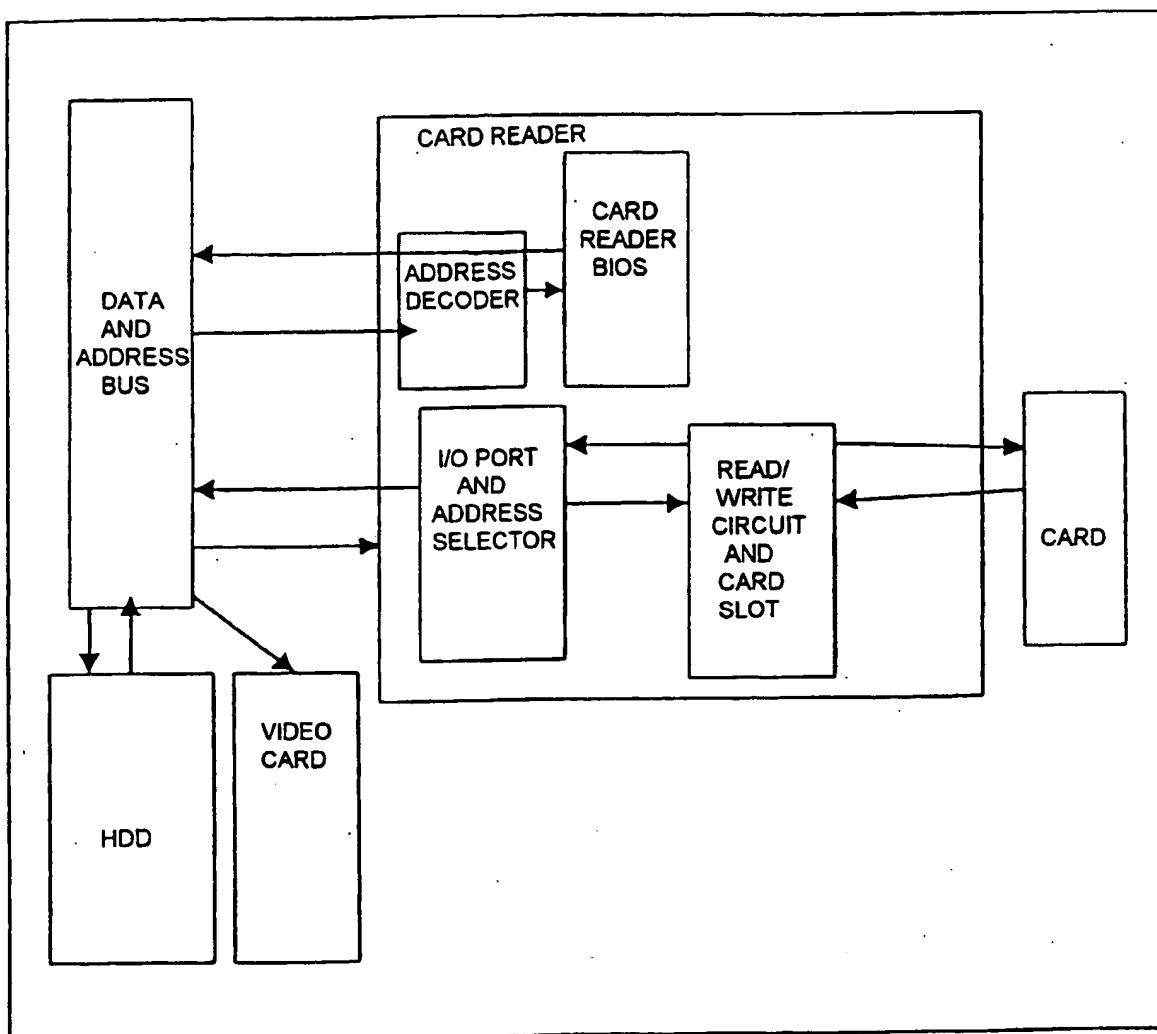 CARD READER
CARD
READER
BIOS
ADDRESS
DECODER
DATA
AND
ADDRESS
BUS
I/O PORT
AND
ADDRESS
SELECTOR
READ/
WRITE
CIRCUIT
AND
CARD
SLOT
CARD
VIDEO
CARD
HDD